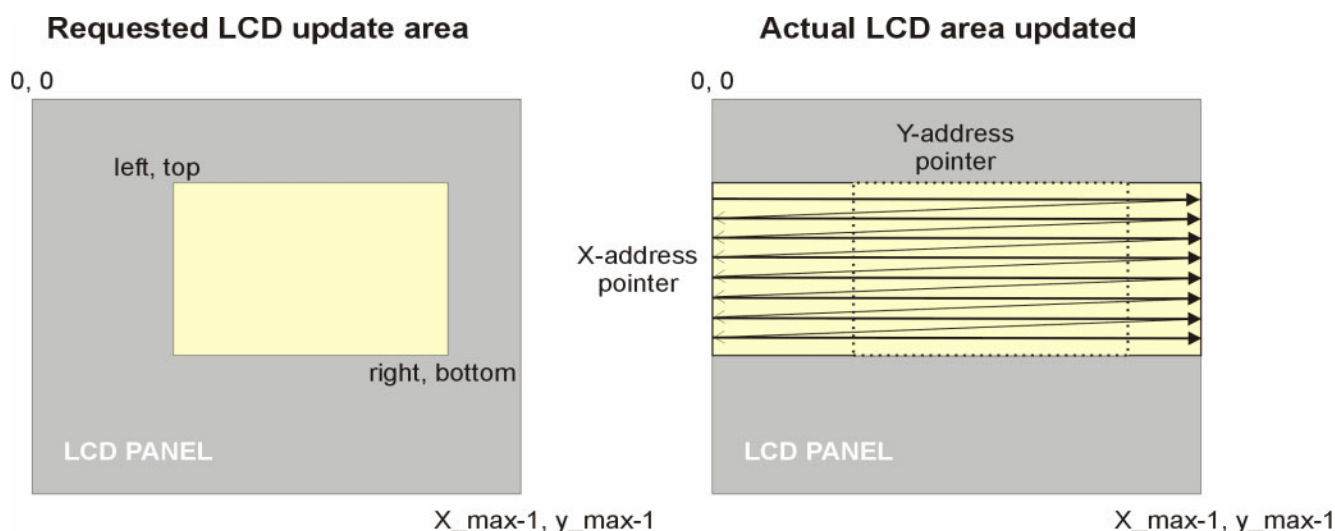 Requested LCD update area
0, 0
left, top
right, bottom
LCD PANEL
X_max-1, y_max-1
Actual LCD area updated
0, 0
Y-address
pointer
X-address
pointer
LCD PANEL
X_max-1, y_max-1